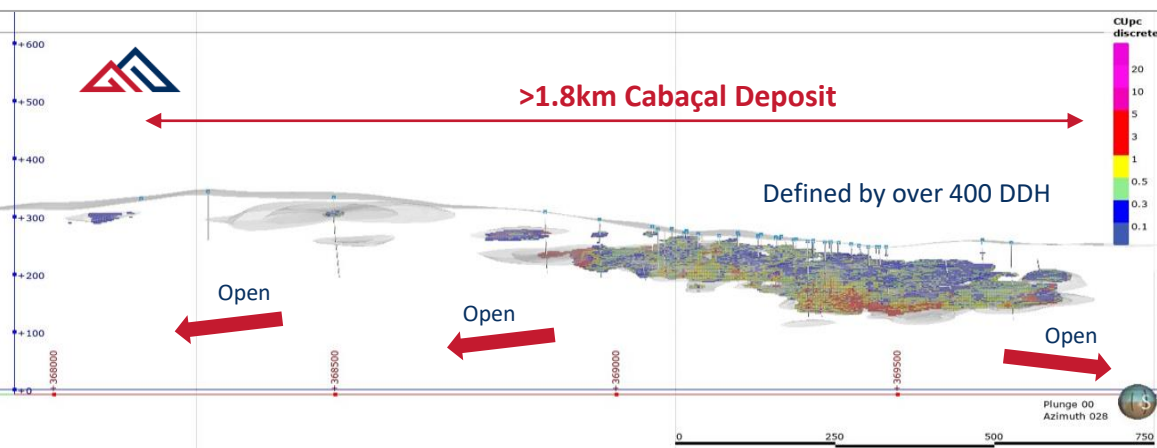 CUpc
discrete
+600
20
>1.8km Cabaçal Deposit
10
+500
5
3
+400
1
Defined by over 400 DDH
0.5
0.3
+300
0.1
+200
Open
Open
Open
+100
+368000
+368500
+369000
+369500
+0
Plunge 00
Azimuth 028
S
0
250
500
750